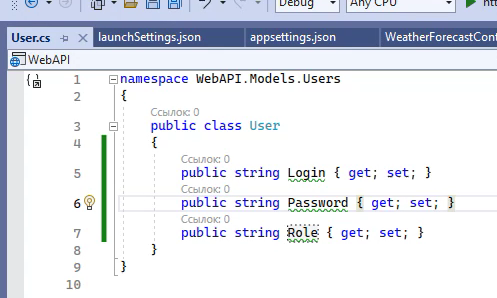 Debug Any CPU
User.cs launchSettings.json appsettings.json WeatherForecastCont
WebAPI
1 namespace WebAPI.Models.Users
2 {
Ссылок: 0
3 public class User
4 {
Ссылок: 0
5 public string Login { get; set; }
Ссылок: 0
6 public string Password { get; set; }
Ссылок: 0
7 public string Role { get; set; }
8 }
9 }
10